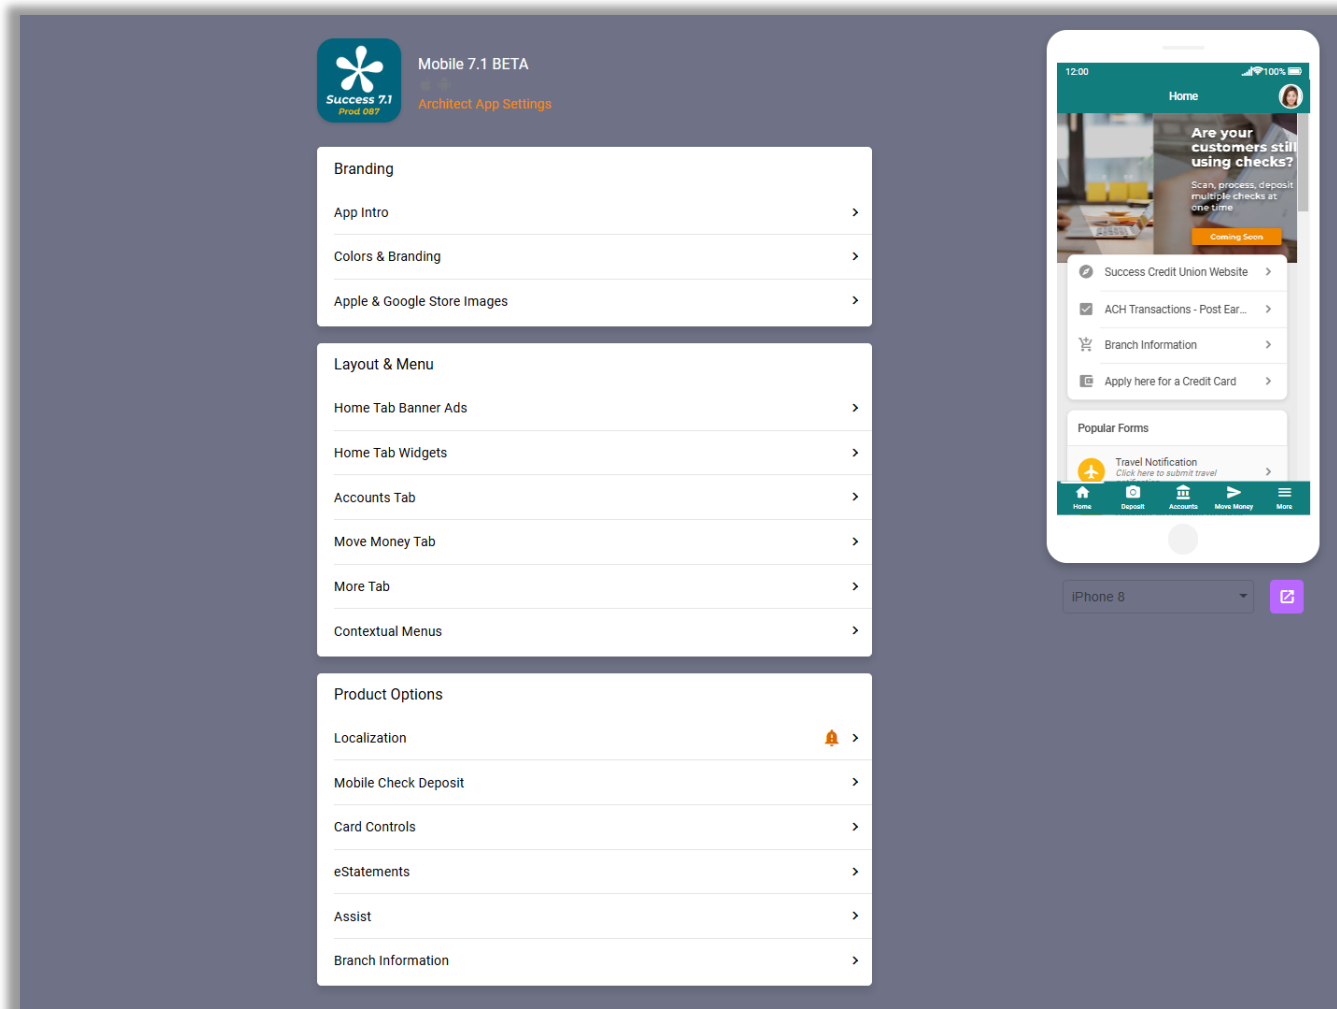 Success 7.1
Prod 087
Mobile 7.1 BETA
Architect App Settings
Branding
App Intro
Colors & Branding
Apple & Google Store Images
Layout & Menu
Home Tab Banner Ads
Home Tab Widgets
Accounts Tab
Move Money Tab
More Tab
Contextual Menus
Product Options
Localization
Mobile Check Deposit
Card Controls
eStatements
Assist
Branch Information
12:00
100%
Home
Are your
customers still
using checks?
Scan, process, deposit
multiple checks at
one time
Coming Soon
Success Credit Union Website
ACH Transactions - Post Ear...
Branch Information
Apply here for a Credit Card
Popular Forms
Travel Notification
Click here to submit travel
notification
Home
Deposit
Accounts
Move Money
More
iPhone 8